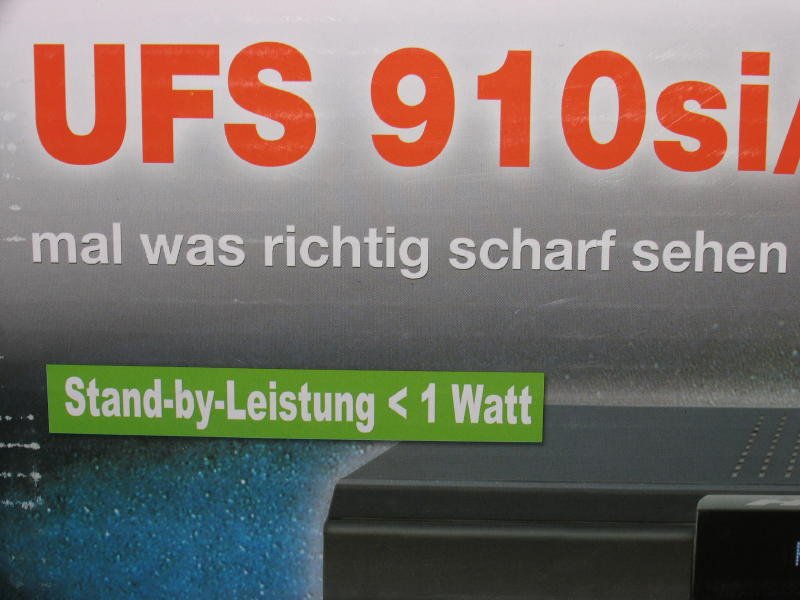 UFS 910si/
mal was richtig scharf sehen
Stand-by-Leistung < 1 Watt